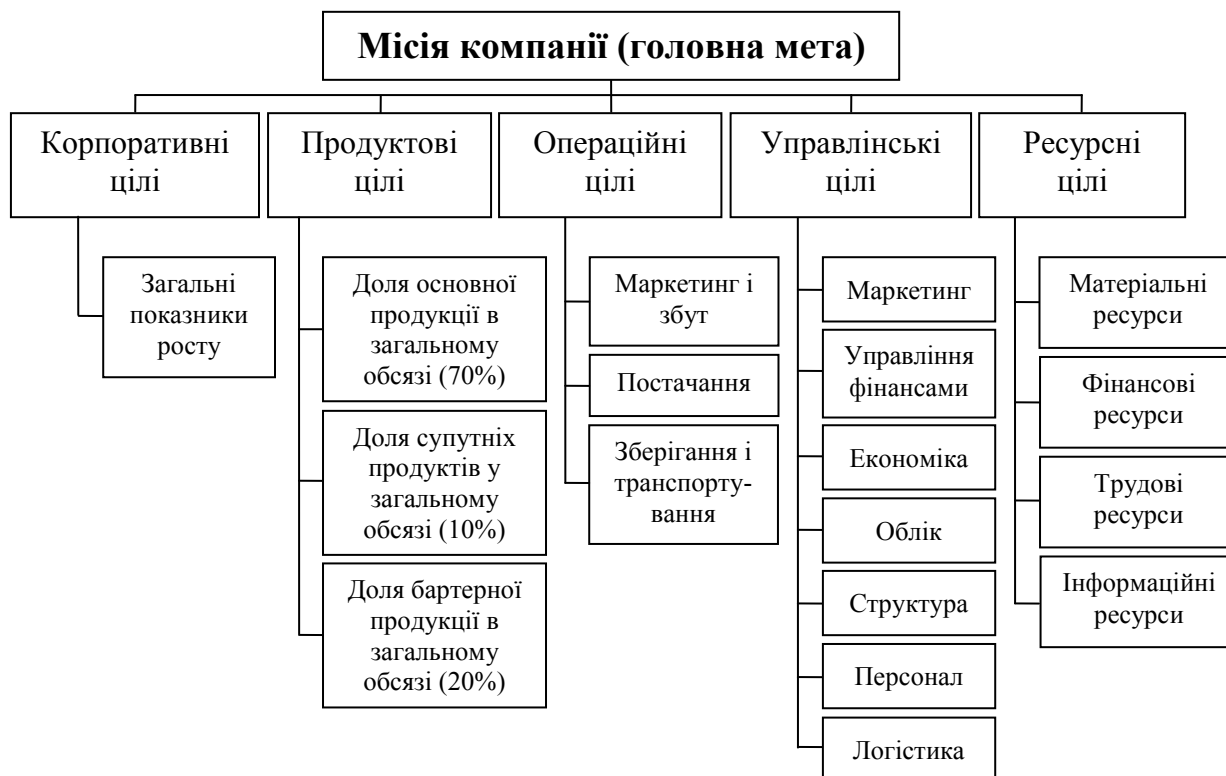 Місія компанії (головна мета)
Корпоративні
цілі
Продуктові
цілі
Операційні
цілі
Управлінські
цілі
Ресурсні
цілі
Загальні
показники
росту
Доля основної
продукції в
загальному
обсязі (70%)
Доля супутніх
продуктів у
загальному
обсязі (10%)
Доля бартерної
продукції в
загальному
обсязі (20%)
Маркетинг і
збут
Постачання
Зберігання і
транспорту-
вання
Маркетинг
Управління
фінансами
Економіка
Облік
Структура
Персонал
Логістика
Матеріальні
ресурси
Фінансові
ресурси
Трудові
ресурси
Інформаційні
ресурси